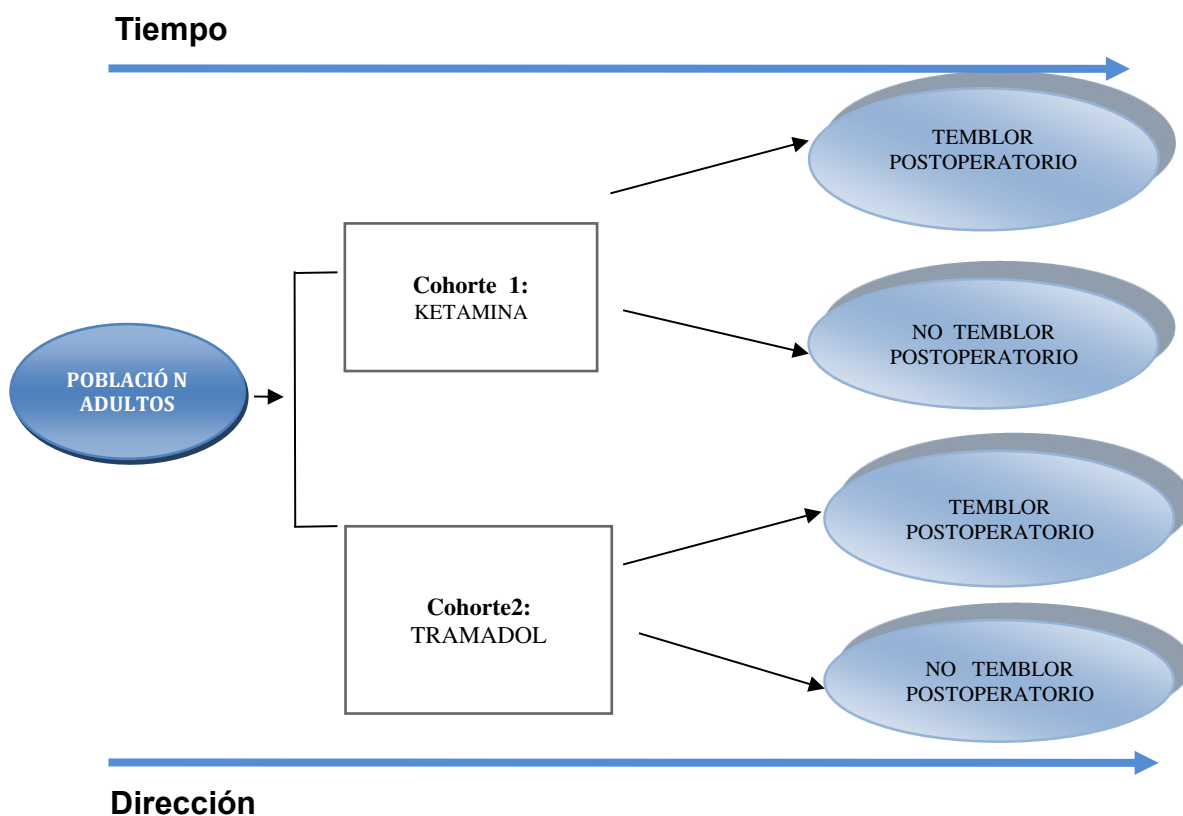 Tiempo
TEMBLOR
POSTOPERATORIO
Cohorte 1:
KETAMINA
NO TEMBLOR
POSTOPERATORIO
POBLACIÓ N
ADULTOS
TEMBLOR
POSTOPERATORIO
Cohorte2:
TRAMADOL
NO TEMBLOR
POSTOPERATORIO
Dirección